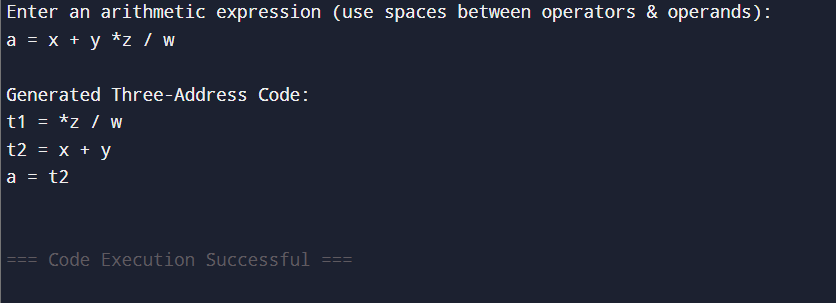 Enter an arithmetic expression (use spaces between operators & operands):
a = x + y *z / w
Generated Three-Address Code:
t1 = *z / w
t2 = x + y
a = t2
=== Code Execution Successful ===